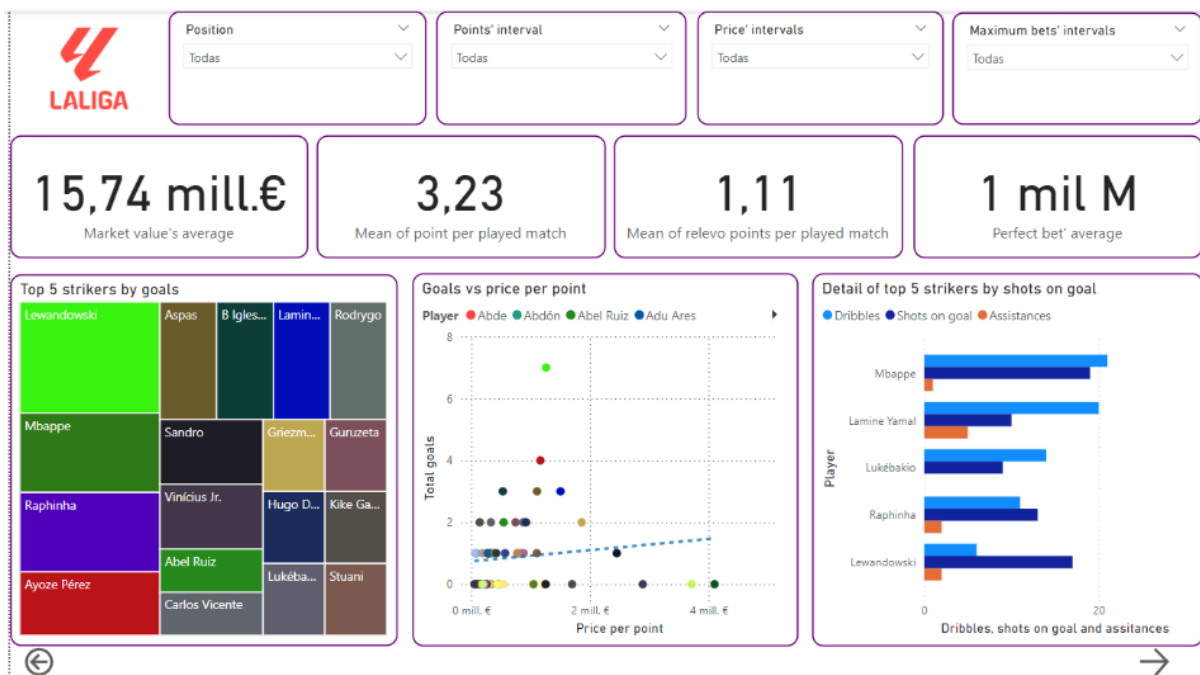 LALIGA
Position
Todas
Points' interval
Todas
Price' intervals
Todas
Maximum bets' intervals
Todas
15,74 mill.€
Market value's average
3,23
Mean of point per played match
1,11
Mean of relevo points per played match
1 mil M
Perfect bet' average
Top 5 strikers by goals
Lewandowski
Mbappe
Raphinha
Ayoze Pérez
Aspas
B Igles...
Lamin...
Rodrygo
Sandro
Vinícius Jr.
Abel Ruiz
Carlos Vicente
Griezm...
Guruzeta
Hugo D...
Kike Ga...
Lukéba...
Stuani
Goals vs price per point
Player Abde Abdón Abel Ruiz Adu Ares
Total goals
8
6
4
2
0
0 mill. € 2 mill. € 4 mill. €
Price per point
Detail of top 5 strikers by shots on goal
Dribbles Shots on goal Assistances
Player
Mbappe
Lamine Yamal
Lukébakio
Raphinha
Lewandowski
0 20
Dribbles, shots on goal and assitances